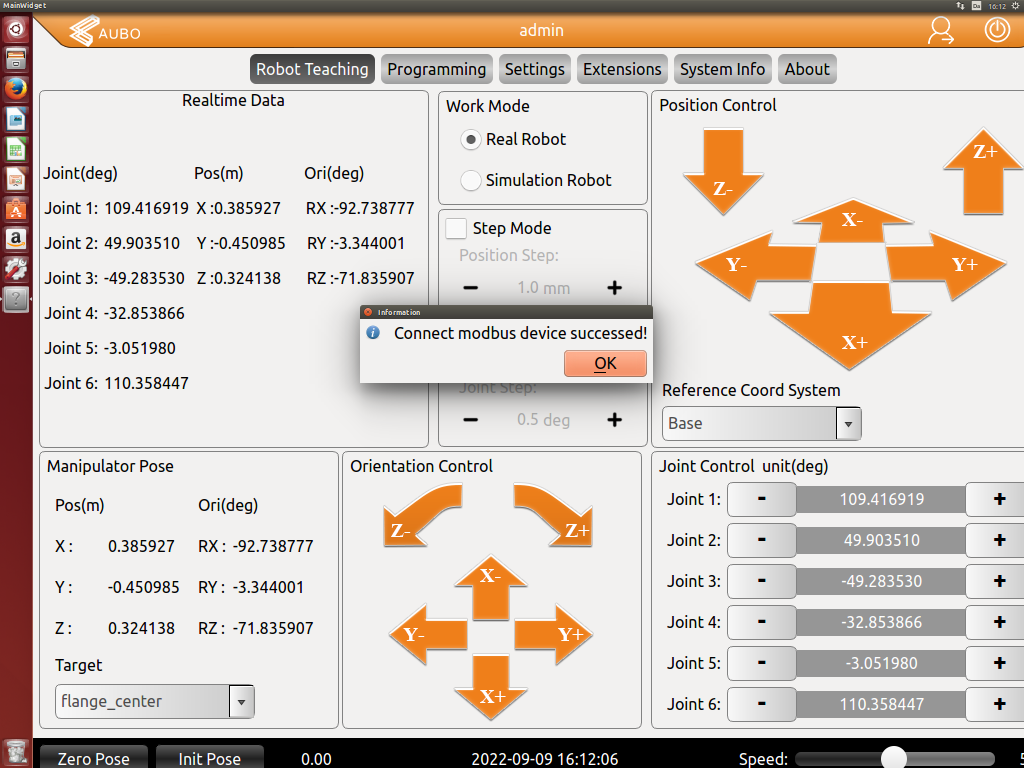 MainWidget
Da
16:12
AUBO
admin
Robot Teaching Programming Settings Extensions System Info About
Realtime Data
Joint(deg) Pos(m) Ori(deg)
Joint 1: 109.416919 X :0.385927 RX :-92.738777
Joint 2: 49.903510 Y :-0.450985 RY :-3.344001
Joint 3: -49.283530 Z :0.324138 RZ :-71.835907
Joint 4: -32.853866
Joint 5: -3.051980
Joint 6: 110.358447
Work Mode
Real Robot
Simulation Robot
Step Mode
Position Step:
- 1.0 mm +
Information
Connect modbus device successed!
OK
Joint Step:
- 0.5 deg +
Position Control
Z-
Z+
X-
Y-
Y+
X+
Reference Coord System
Base
Manipulator Pose
Pos(m) Ori(deg)
X : 0.385927 RX : -92.738777
Y : -0.450985 RY : -3.344001
Z : 0.324138 RZ : -71.835907
Target
flange_center
Orientation Control
Z-
Z+
X-
Y-
Y+
X+
Joint Control unit(deg)
Joint 1: - 109.416919 +
Joint 2: - 49.903510 +
Joint 3: - -49.283530 +
Joint 4: - -32.853866 +
Joint 5: - -3.051980 +
Joint 6: - 110.358447 +
Zero Pose Init Pose 0.00 2022-09-09 16:12:06 Speed: